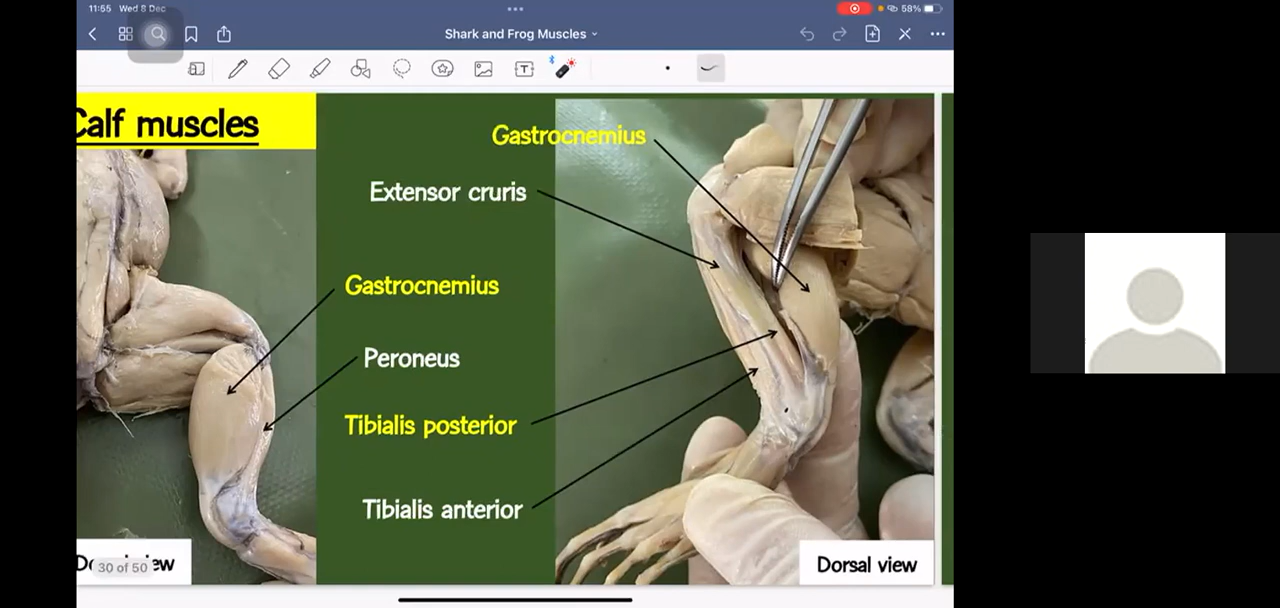 11:55 Wed 8 Dec
58%
Shark and Frog Muscles
T
Calf muscles
Gastrocnemius
Extensor cruris
Gastrocnemius
Peroneus
Tibialis posterior
Tibialis anterior
30 of 50
Dorsal view